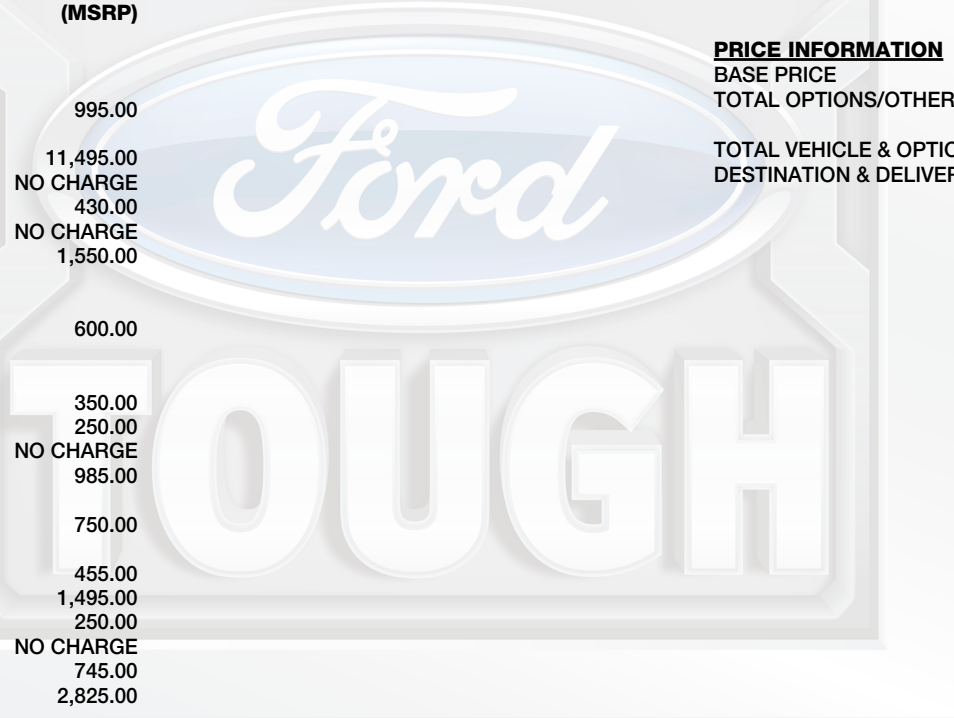 (MSRP)
995.00
11,495.00
NO CHARGE
430.00
NO CHARGE
1,550.00
600.00
350.00
250.00
NO CHARGE
985.00
750.00
455.00
1,495.00
250.00
NO CHARGE
745.00
2,825.00
PRICE INFORMATION
BASE PRICE
TOTAL OPTIONS/OTHER
TOTAL VEHICLE & OPTIO
DESTINATION & DELIVER
Ford
TOUGH